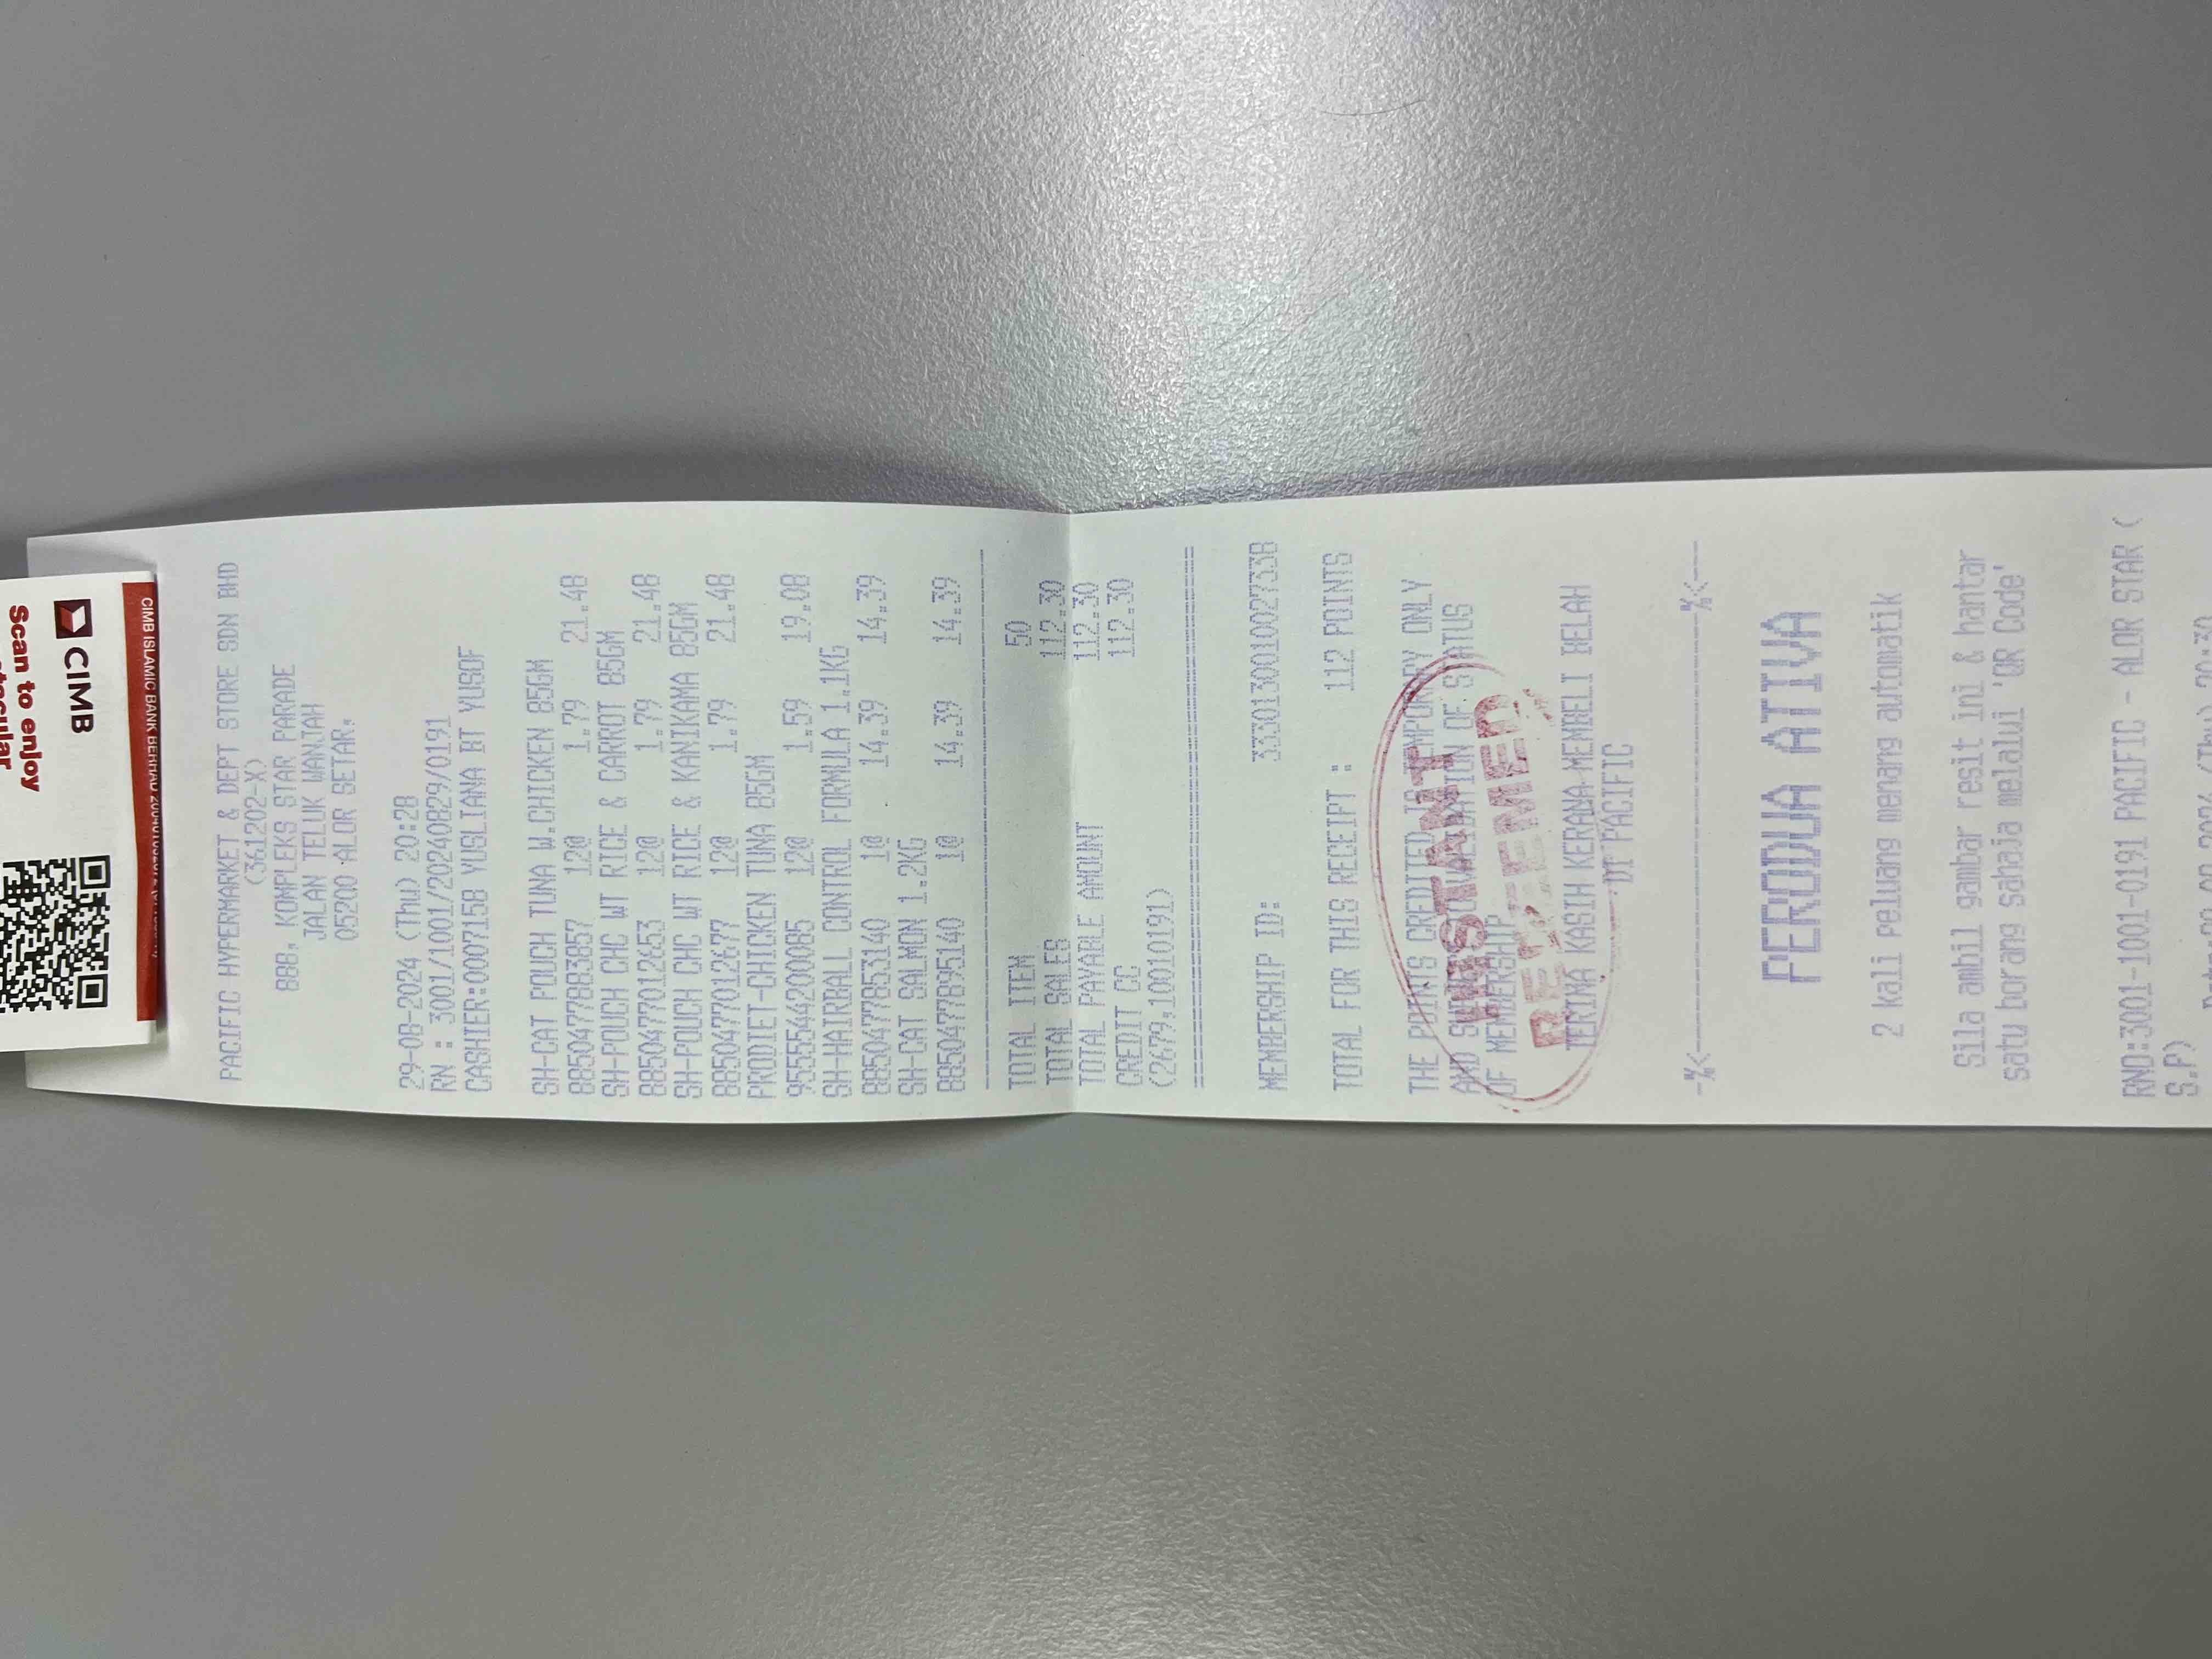 CIMB
Scan to enjoy
CIMB ISLAMIC BANK BERHAD
PACIFIC HYPERMARKET & DEPT STORE SDN BHD
(361202-X)
888, KOMPLEKS STAR PARADE
JALAN TELUK WANJAH
05200 ALOR SETAR.
29-08-2024 (Thu) 20:28
RN : 3001/1001/20240829/0191
CASHIER:00007158 YUSLIANA BT YUSOF
SH-CAT POUCH TUNA W.CHICKEN 85GM
8850477883857 12@ 1.79 21.48
SH-POUCH CHC WT RICE & CARROT 85GM
8850477012653 12@ 1.79 21.48
SH-POUCH CHC WT RICE & KANIKAMA 85GM
8850477012677 12@ 1.79 21.48
PRODIET-CHICKEN TUNA 85GM
9555544200065 12@ 1.59 19.08
SH-HAIRBALL CONTROL FORMULA 1.1KG
8850477853140 1@ 14.39 14.39
SH-CAT SALMON 1.2KG
8850477895140 1@ 14.39 14.39
TOTAL ITEM 50
TOTAL SALES 112.30
TOTAL PAYABLE AMOUNT 112.30
CREDIT CC 112.30
(2679,10010191)
MEMBERSHIP ID: 3330130100275338
TOTAL FOR THIS RECEIPT : 112 POINTS
THE POINTS CREDITED IS TEMPORARY ONLY
AND OF STATUS
OF MEMBERSHIP
INSTANT
REDEEMED
TERIMA KASIH KERANA MEMBELI BELAH
DI PACIFIC
-%<-------------------%<---
PERODUA ATIVA
2 kali peluang menang automatik
Sila ambil gambar resit ini & hantar
satu borang sahaja melalui 'QR Code'
RNO:3001-1001-0191 PACIFIC - ALOR STAR (
S.P)